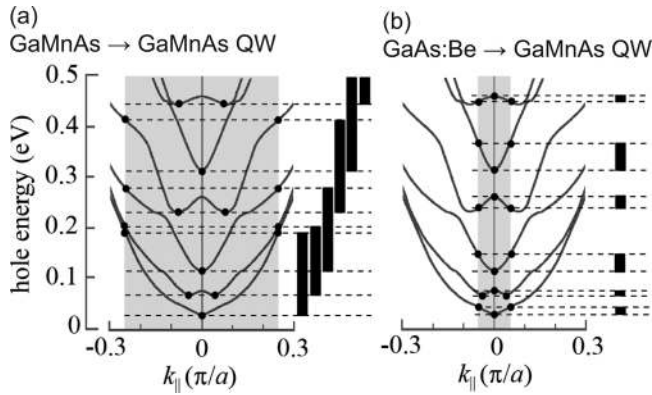 (a)
GaMnAs → GaMnAs QW
0.5
0.4
0.3
0.2
0.1
0
hole energy (eV)
-0.3
0
0.3
k|| (π/a)
(b)
GaAs:Be → GaMnAs QW
-0.3
0
0.3
k|| (π/a)